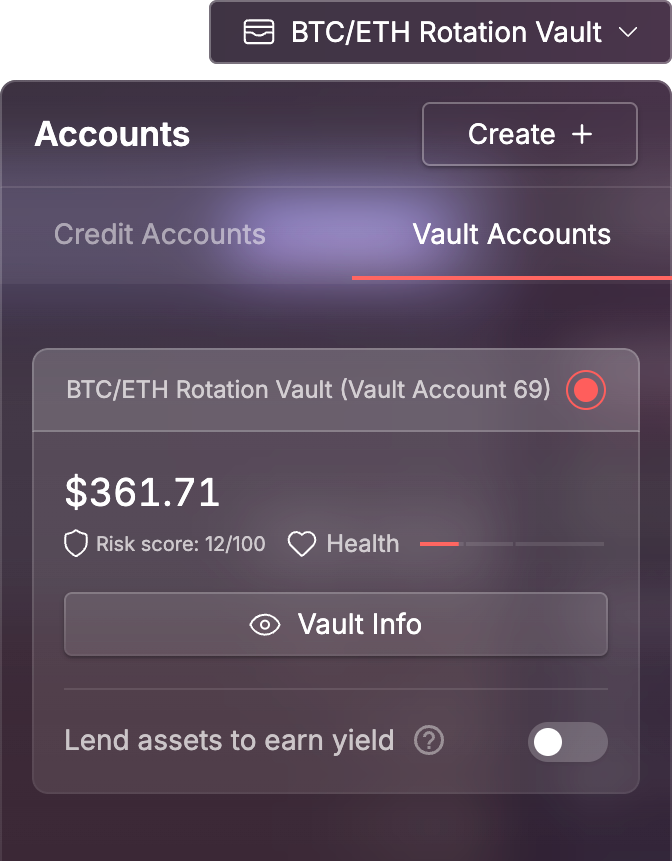 BTC/ETH Rotation Vault
Accounts
Create +
Credit Accounts
Vault Accounts
BTC/ETH Rotation Vault (Vault Account 69)
$361.71
Risk score: 12/100
Health
Vault Info
Lend assets to earn yield ?